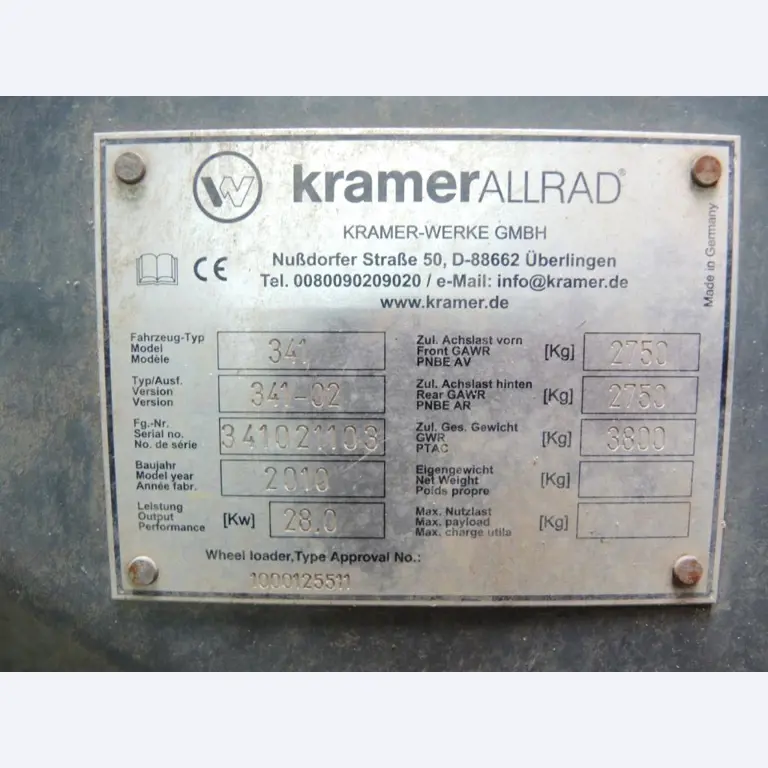 kramerALLRAD®
KRAMER-WERKE GMBH
Nußdorfer Straße 50, D-88662 Überlingen
Tel. 0080090209020 / e-Mail: info@kramer.de
www.kramer.de
Made in Germany
CE
Fahrzeug-Typ
Model
Modèle
341
Typ/Ausf.
Version
Version
341-02
Fg.-Nr.
Serial no.
No. de série
341021103
Baujahr
Model year
Année fabr.
2010
Leistung
Output
Performance
[Kw] 28.0
Zul. Achslast vorn
Front GAWR
PNBE AV
[Kg] 2750
Zul. Achslast hinten
Rear GAWR
PNBE AR
[Kg] 2750
Zul. Ges. Gewicht
GWR
PTAC
[Kg] 3800
Eigengewicht
Net Weight
Poids propre
[Kg]
Max. Nutzlast
Max. payload
Max. charge utile
[Kg]
Wheel loader,Type Approval No.:
1000125511